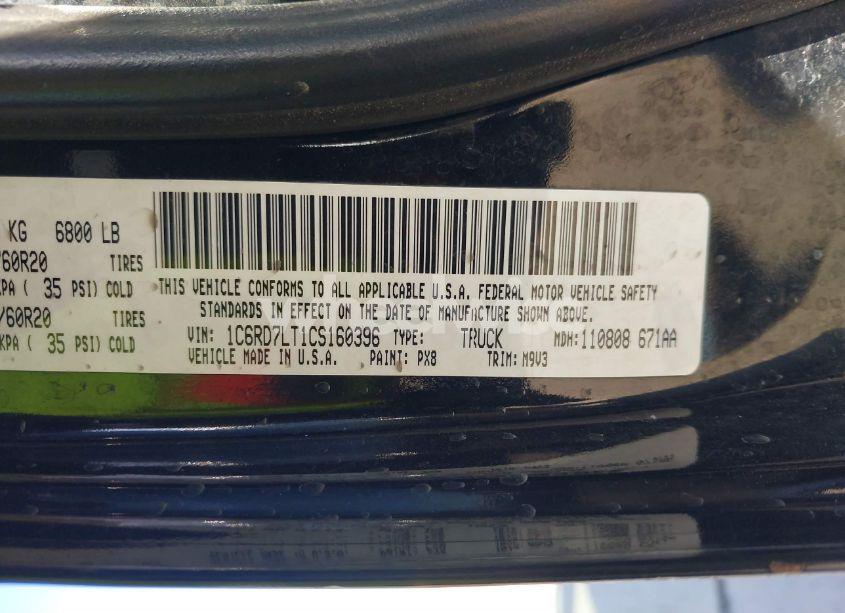 KG 6800 LB
/60R20 TIRES
KPA ( 35 PSI) COLD
/60R20 TIRES
KPA ( 35 PSI) COLD
THIS VEHICLE CONFORMS TO ALL APPLICABLE U.S.A. FEDERAL MOTOR VEHICLE SAFETY
STANDARDS IN EFFECT ON THE DATE OF MANUFACTURE SHOWN ABOVE.
VIN: 1C6RD7LT1CS160396 TYPE: TRUCK MDH:110808 671AA
VEHICLE MADE IN U.S.A. PAINT: PX8 TRIM: M9V3